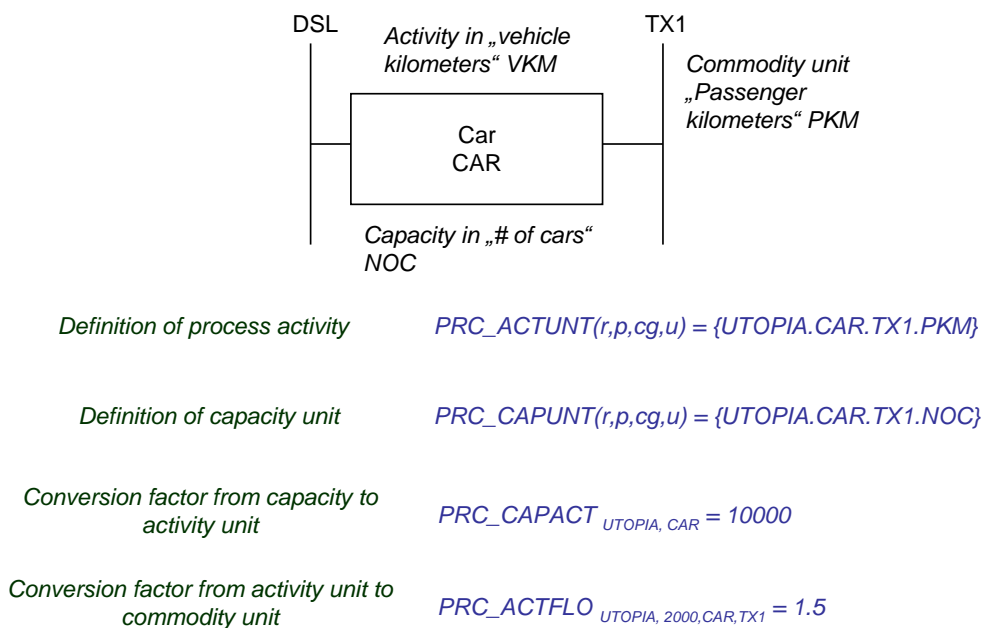 DSL
TX1
Activity in „vehicle
kilometers“ VKM
Commodity unit
„Passenger
kilometers“ PKM
Car
CAR
Capacity in „# of cars“
NOC
Definition of process activity
PRC_ACTUNT(r,p,cg,u) = {UTOPIA.CAR.TX1.PKM}
Definition of capacity unit
PRC_CAPUNT(r,p,cg,u) = {UTOPIA.CAR.TX1.NOC}
Conversion factor from capacity to
activity unit
PRC_CAPACT UTOPIA, CAR = 10000
Conversion factor from activity unit to
commodity unit
PRC_ACTFLO UTOPIA, 2000,CAR,TX1 = 1.5